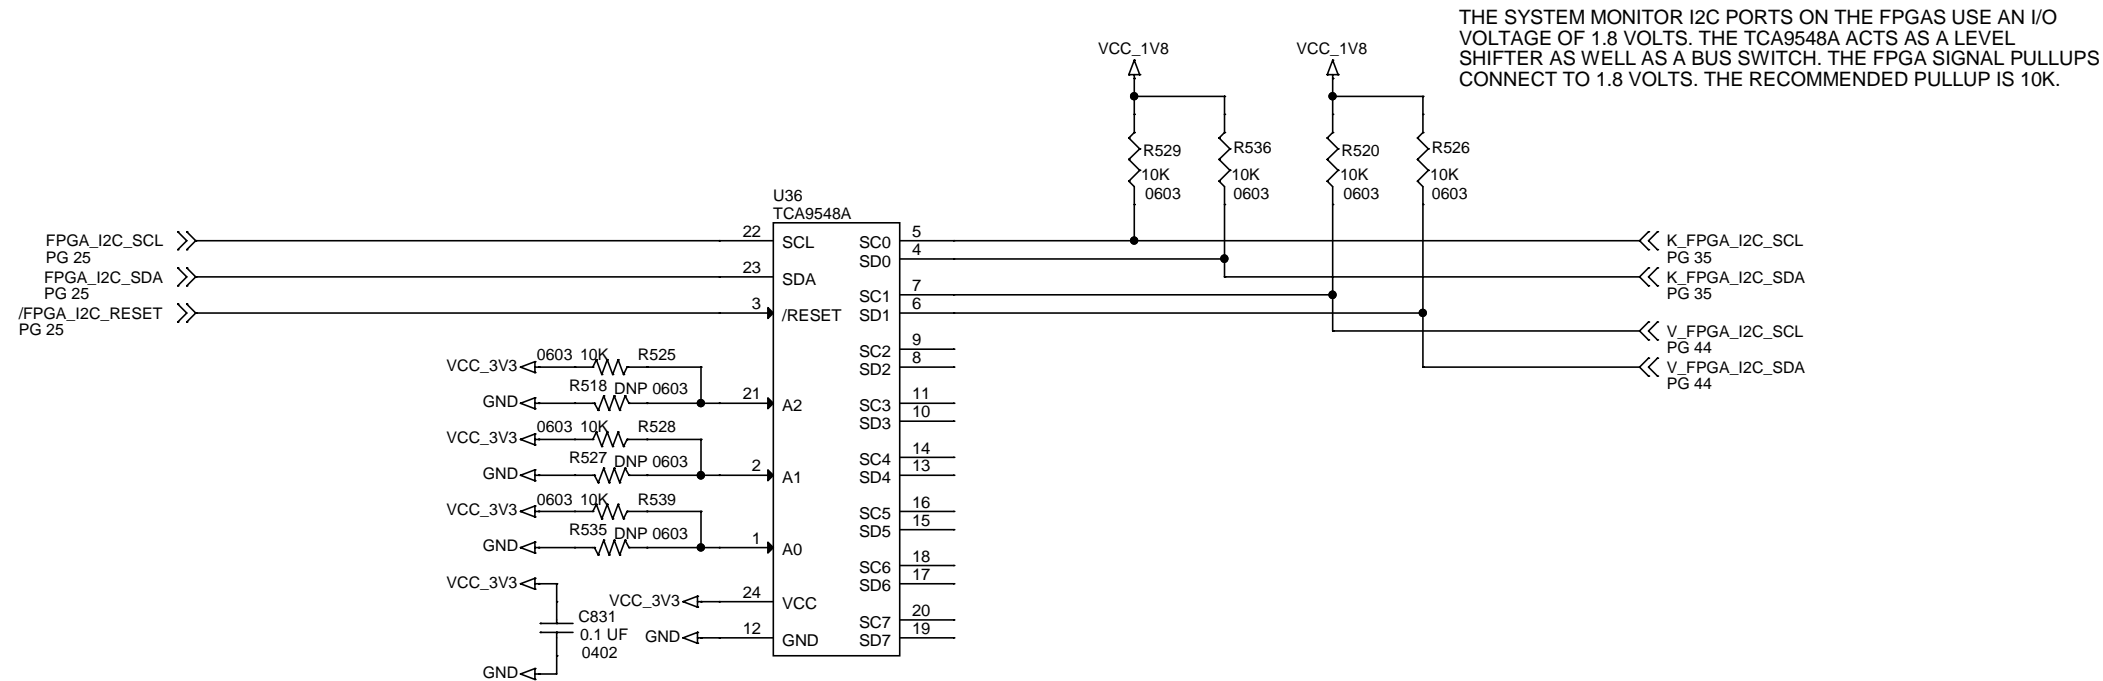 THE SYSTEM MONITOR I2C PORTS ON THE FPGAS USE AN I/O
VOLTAGE OF 1.8 VOLTS. THE TCA9548A ACTS AS A LEVEL
SHIFTER AS WELL AS A BUS SWITCH. THE FPGA SIGNAL PULLUPS
CONNECT TO 1.8 VOLTS. THE RECOMMENDED PULLUP IS 10K.
VCC_1V8
VCC_1V8
R529
10K
0603
R536
10K
0603
R520
10K
0603
R526
10K
0603
U36
TCA9548A
FPGA_I2C_SCL
PG 25
FPGA_I2C_SDA
PG 25
/FPGA_I2C_RESET
PG 25
22
SCL
23
SDA
3
/RESET
VCC_3V3
0603 10K
R525
GND
R518
DNP 0603
21
A2
VCC_3V3
0603 10K
R528
GND
R527
DNP 0603
2
A1
VCC_3V3
0603 10K
R539
GND
R535
DNP 0603
1
A0
VCC_3V3
C831
0.1 UF
0402
GND
VCC_3V3
24
VCC
GND
12
GND
SC0
5
SD0
4
SC1
7
SD1
6
SC2
9
SD2
8
SC3
11
SD3
10
SC4
14
SD4
13
SC5
16
SD5
15
SC6
18
SD6
17
SC7
20
SD7
19
K_FPGA_I2C_SCL
PG 35
K_FPGA_I2C_SDA
PG 35
V_FPGA_I2C_SCL
PG 44
V_FPGA_I2C_SDA
PG 44